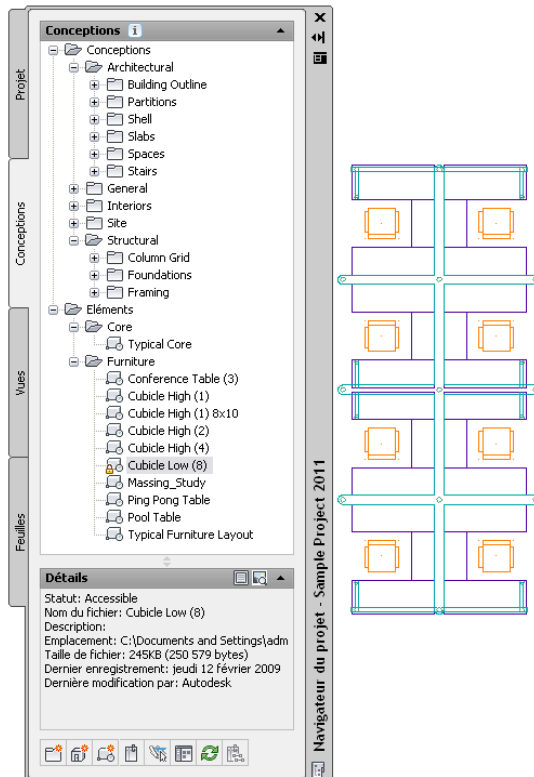 Conceptions
Conceptions
Architectural
Building Outline
Partitions
Shell
Slabs
Spaces
Stairs
General
Interiors
Site
Structural
Column Grid
Foundations
Framing
Eléments
Core
Typical Core
Furniture
Conference Table (3)
Cubicle High (1)
Cubicle High (1) 8x10
Cubicle High (2)
Cubicle High (4)
Cubicle Low (8)
Massing_Study
Ping Pong Table
Pool Table
Typical Furniture Layout
Détails
Statut: Accessible
Nom du fichier: Cubicle Low (8)
Description:
Emplacement: C:\Documents and Settings\adm
Taille de fichier: 245KB (250 579 bytes)
Dernier enregistrement: jeudi 12 février 2009
Dernière modification par: Autodesk
Projet
Conceptions
Vues
Feuilles
Navigateur du projet - Sample Project 2011